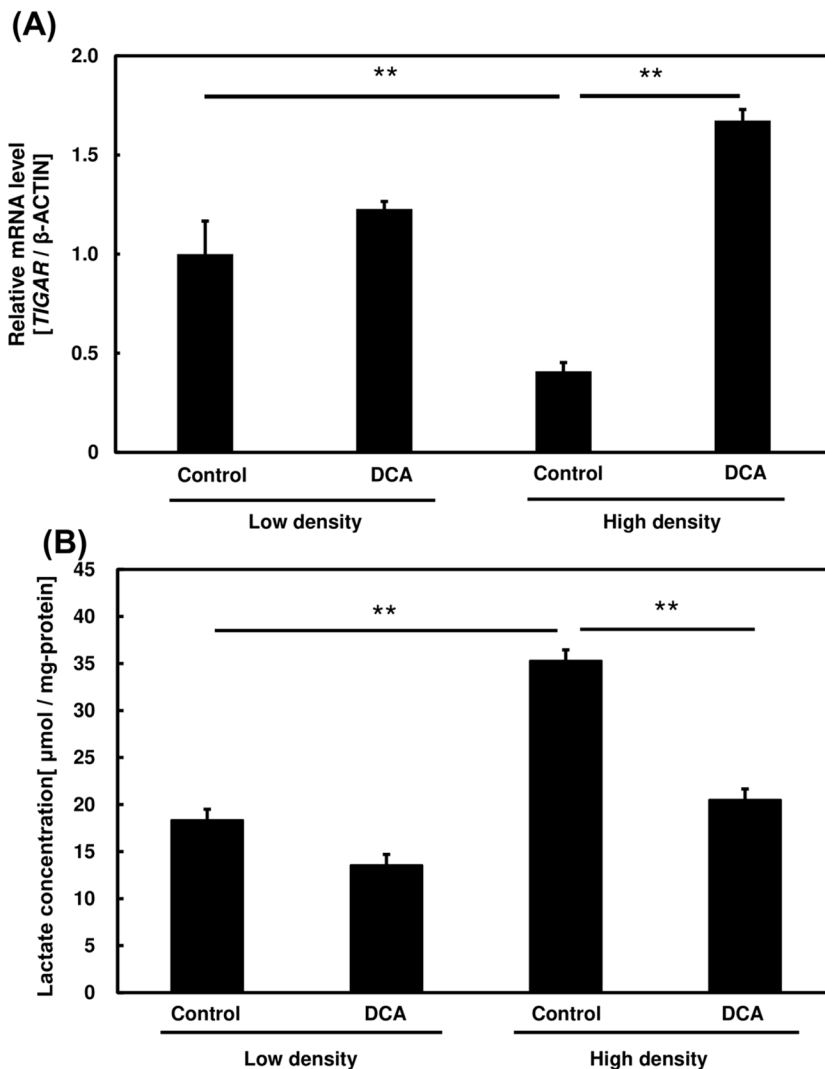 (A)
Relative mRNA level
[TIGAR / β-ACTIN]
2.0
1.5
1.0
0.5
0
**
**
Control
DCA
Control
DCA
Low density
High density
(B)
Lactate concentration[ μmol / mg-protein]
45
40
35
30
25
20
15
10
5
0
**
**
Control
DCA
Control
DCA
Low density
High density